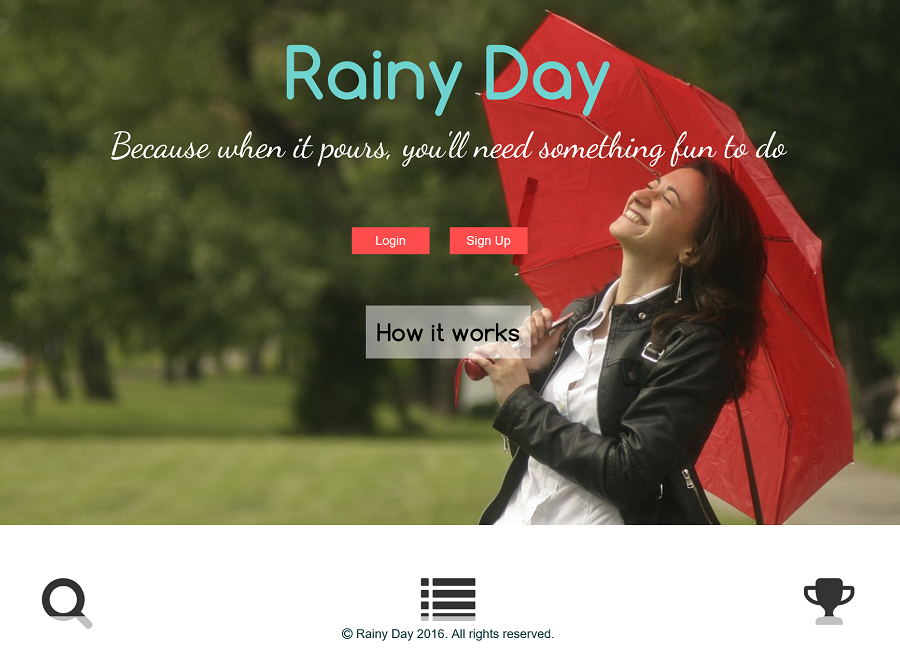 Rainy Day
Because when it pours, you'll need something fun to do
Login
Sign Up
How it works
© Rainy Day 2016. All rights reserved.